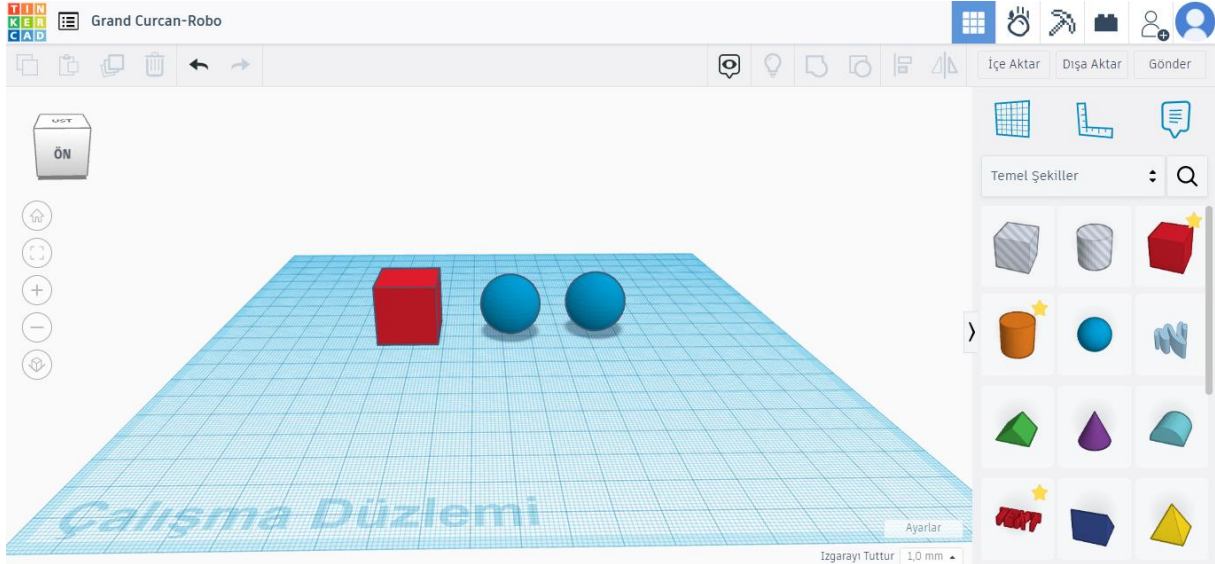 TIN
KER
CAD
Grand Curcan-Robo
İçe Aktar
Dışa Aktar
Gönder
ÜST
ÖN
Temel Şekiller
TEXT
Çalışma Düzlemi
Ayarlar
Izgarayı Tuttur 1,0 mm